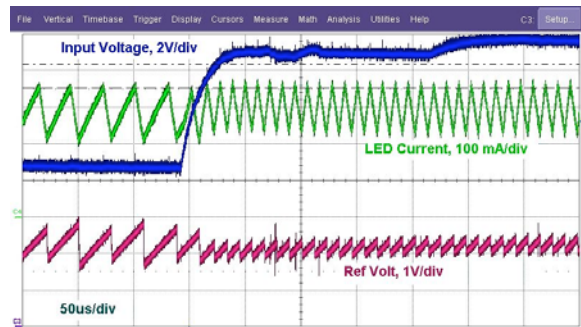 File Vertical Timebase Trigger Display Cursors Measure Math Analysis Utilities Help C3: Setup...
Input Voltage, 2V/div
LED Current, 100 mA/div
Ref Volt, 1V/div
50us/div